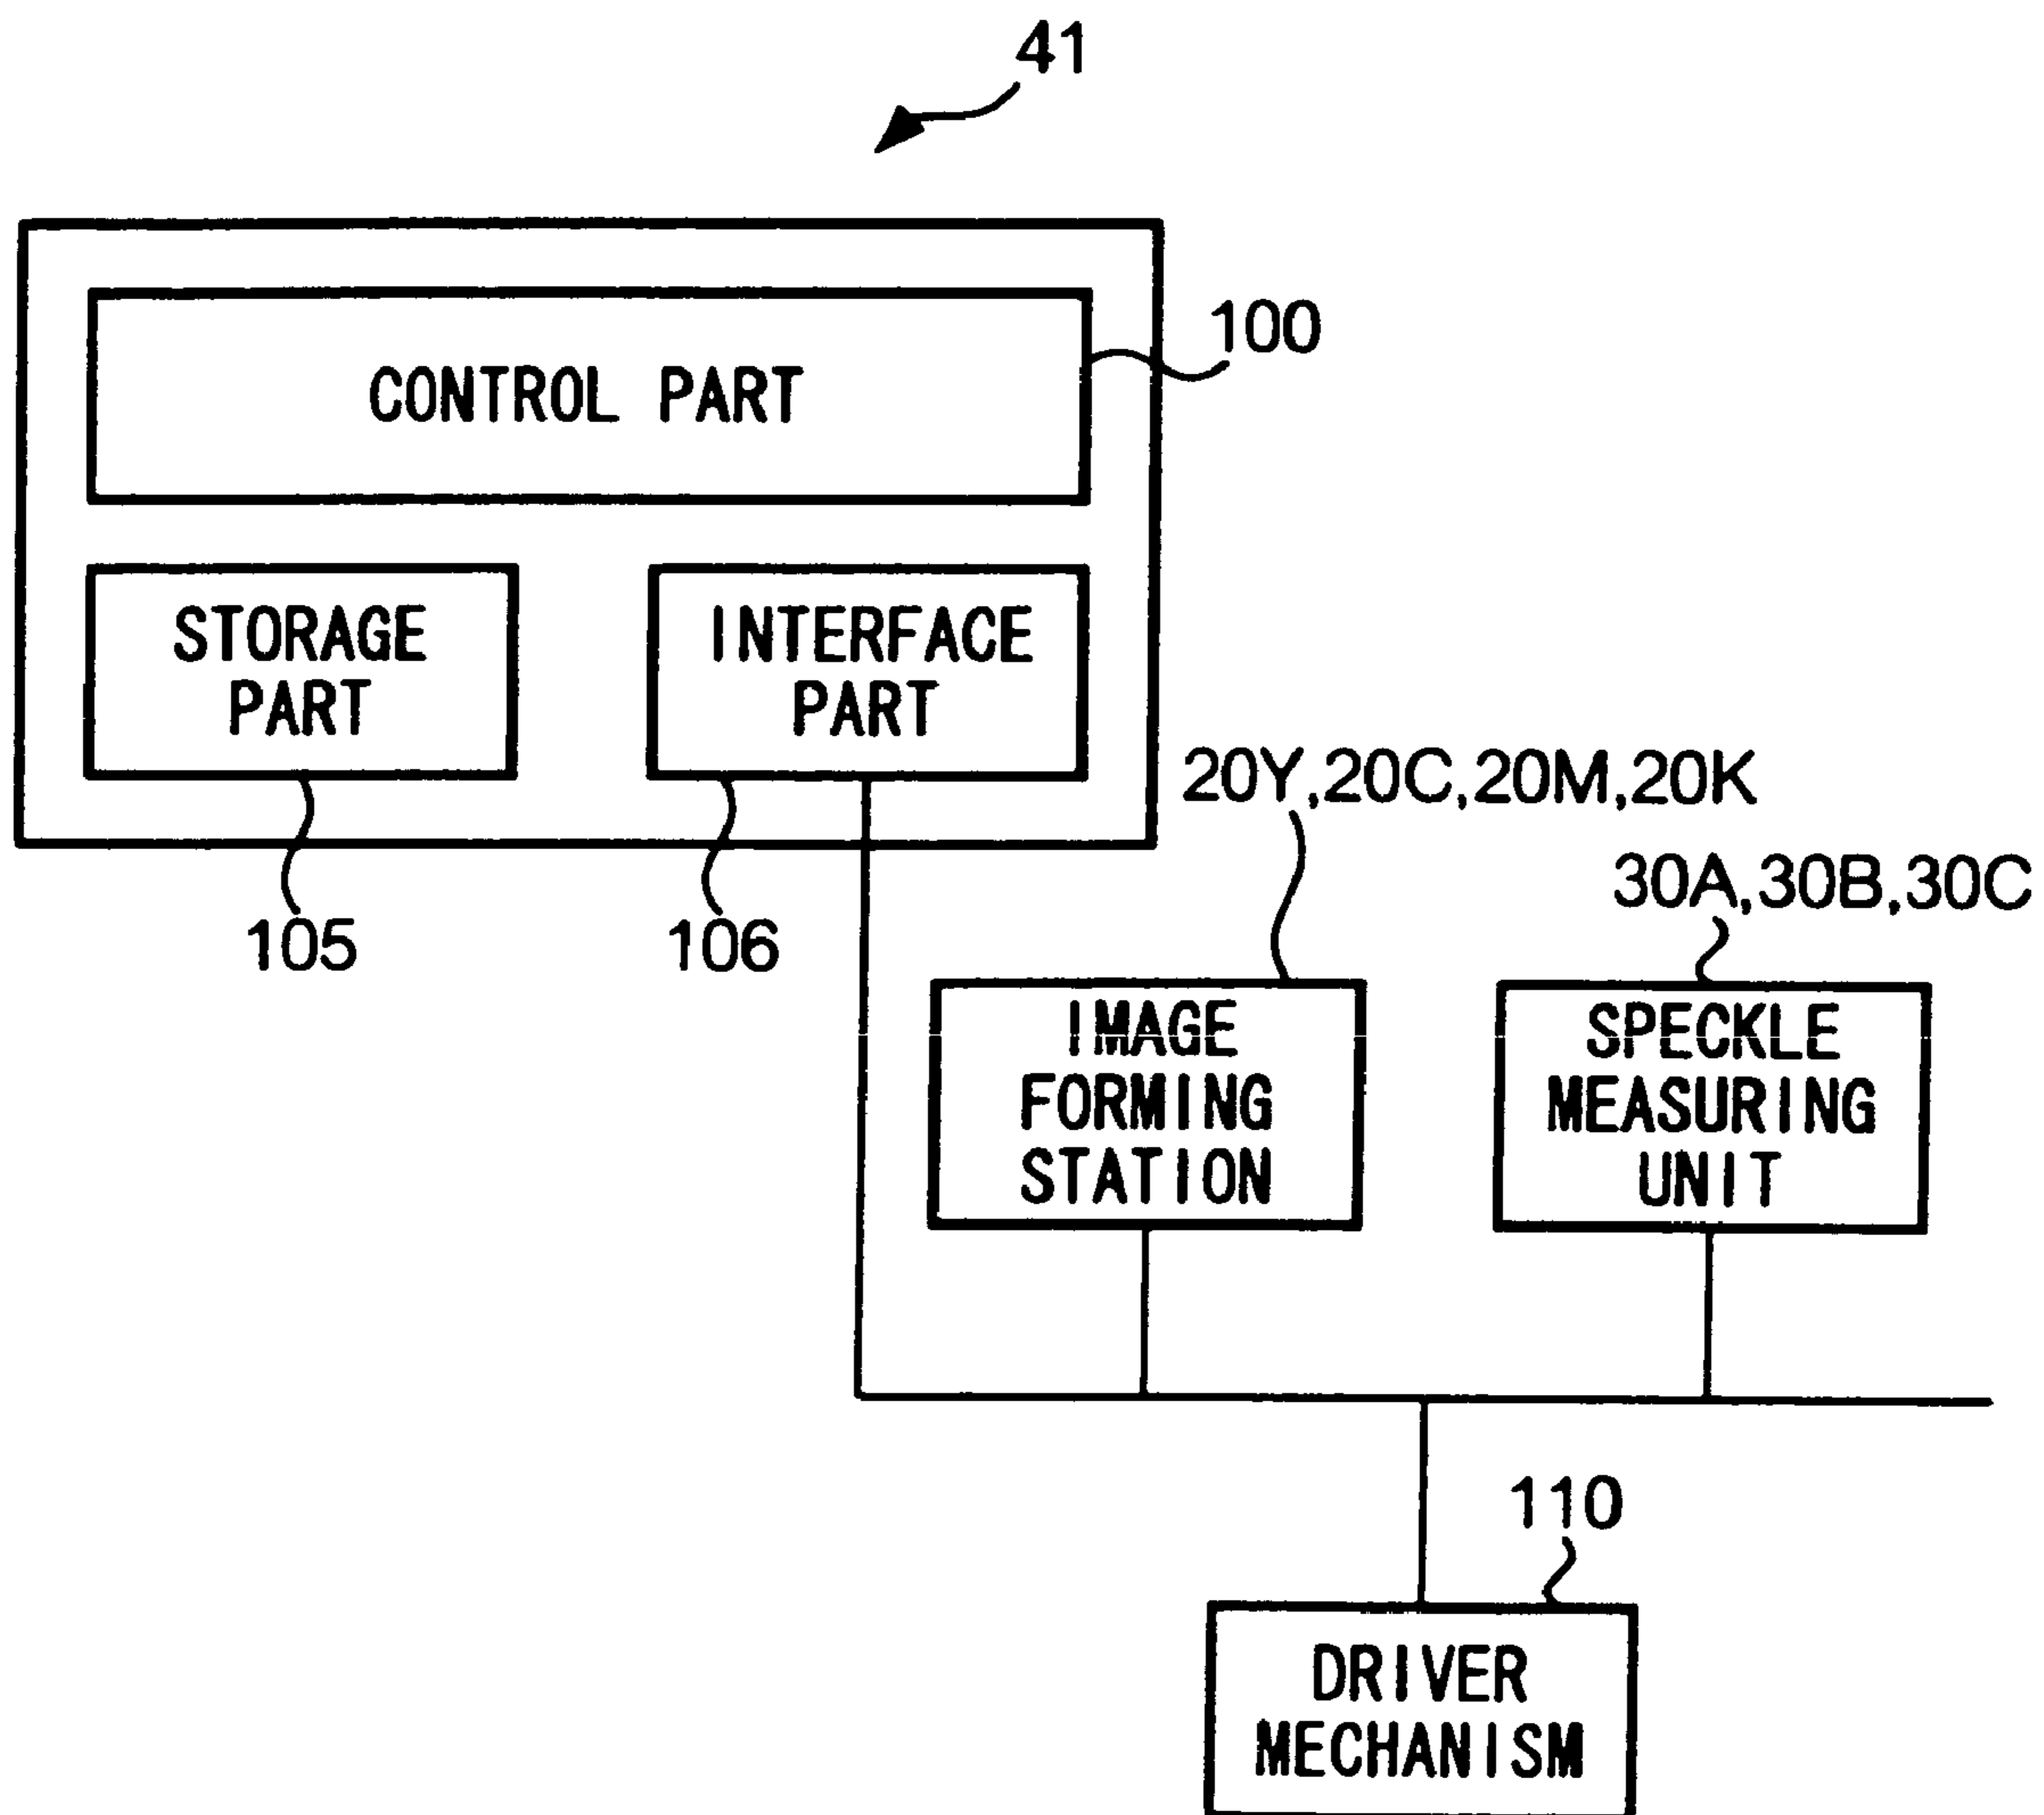 41
100
CONTROL PART
STORAGE
PART
INTERFACE
PART
105
106
20Y,20C,20M,20K
30A,30B,30C
IMAGE
FORMING
STATION
SPECKLE
MEASURING
UNIT
110
DRIVER
MECHANISM